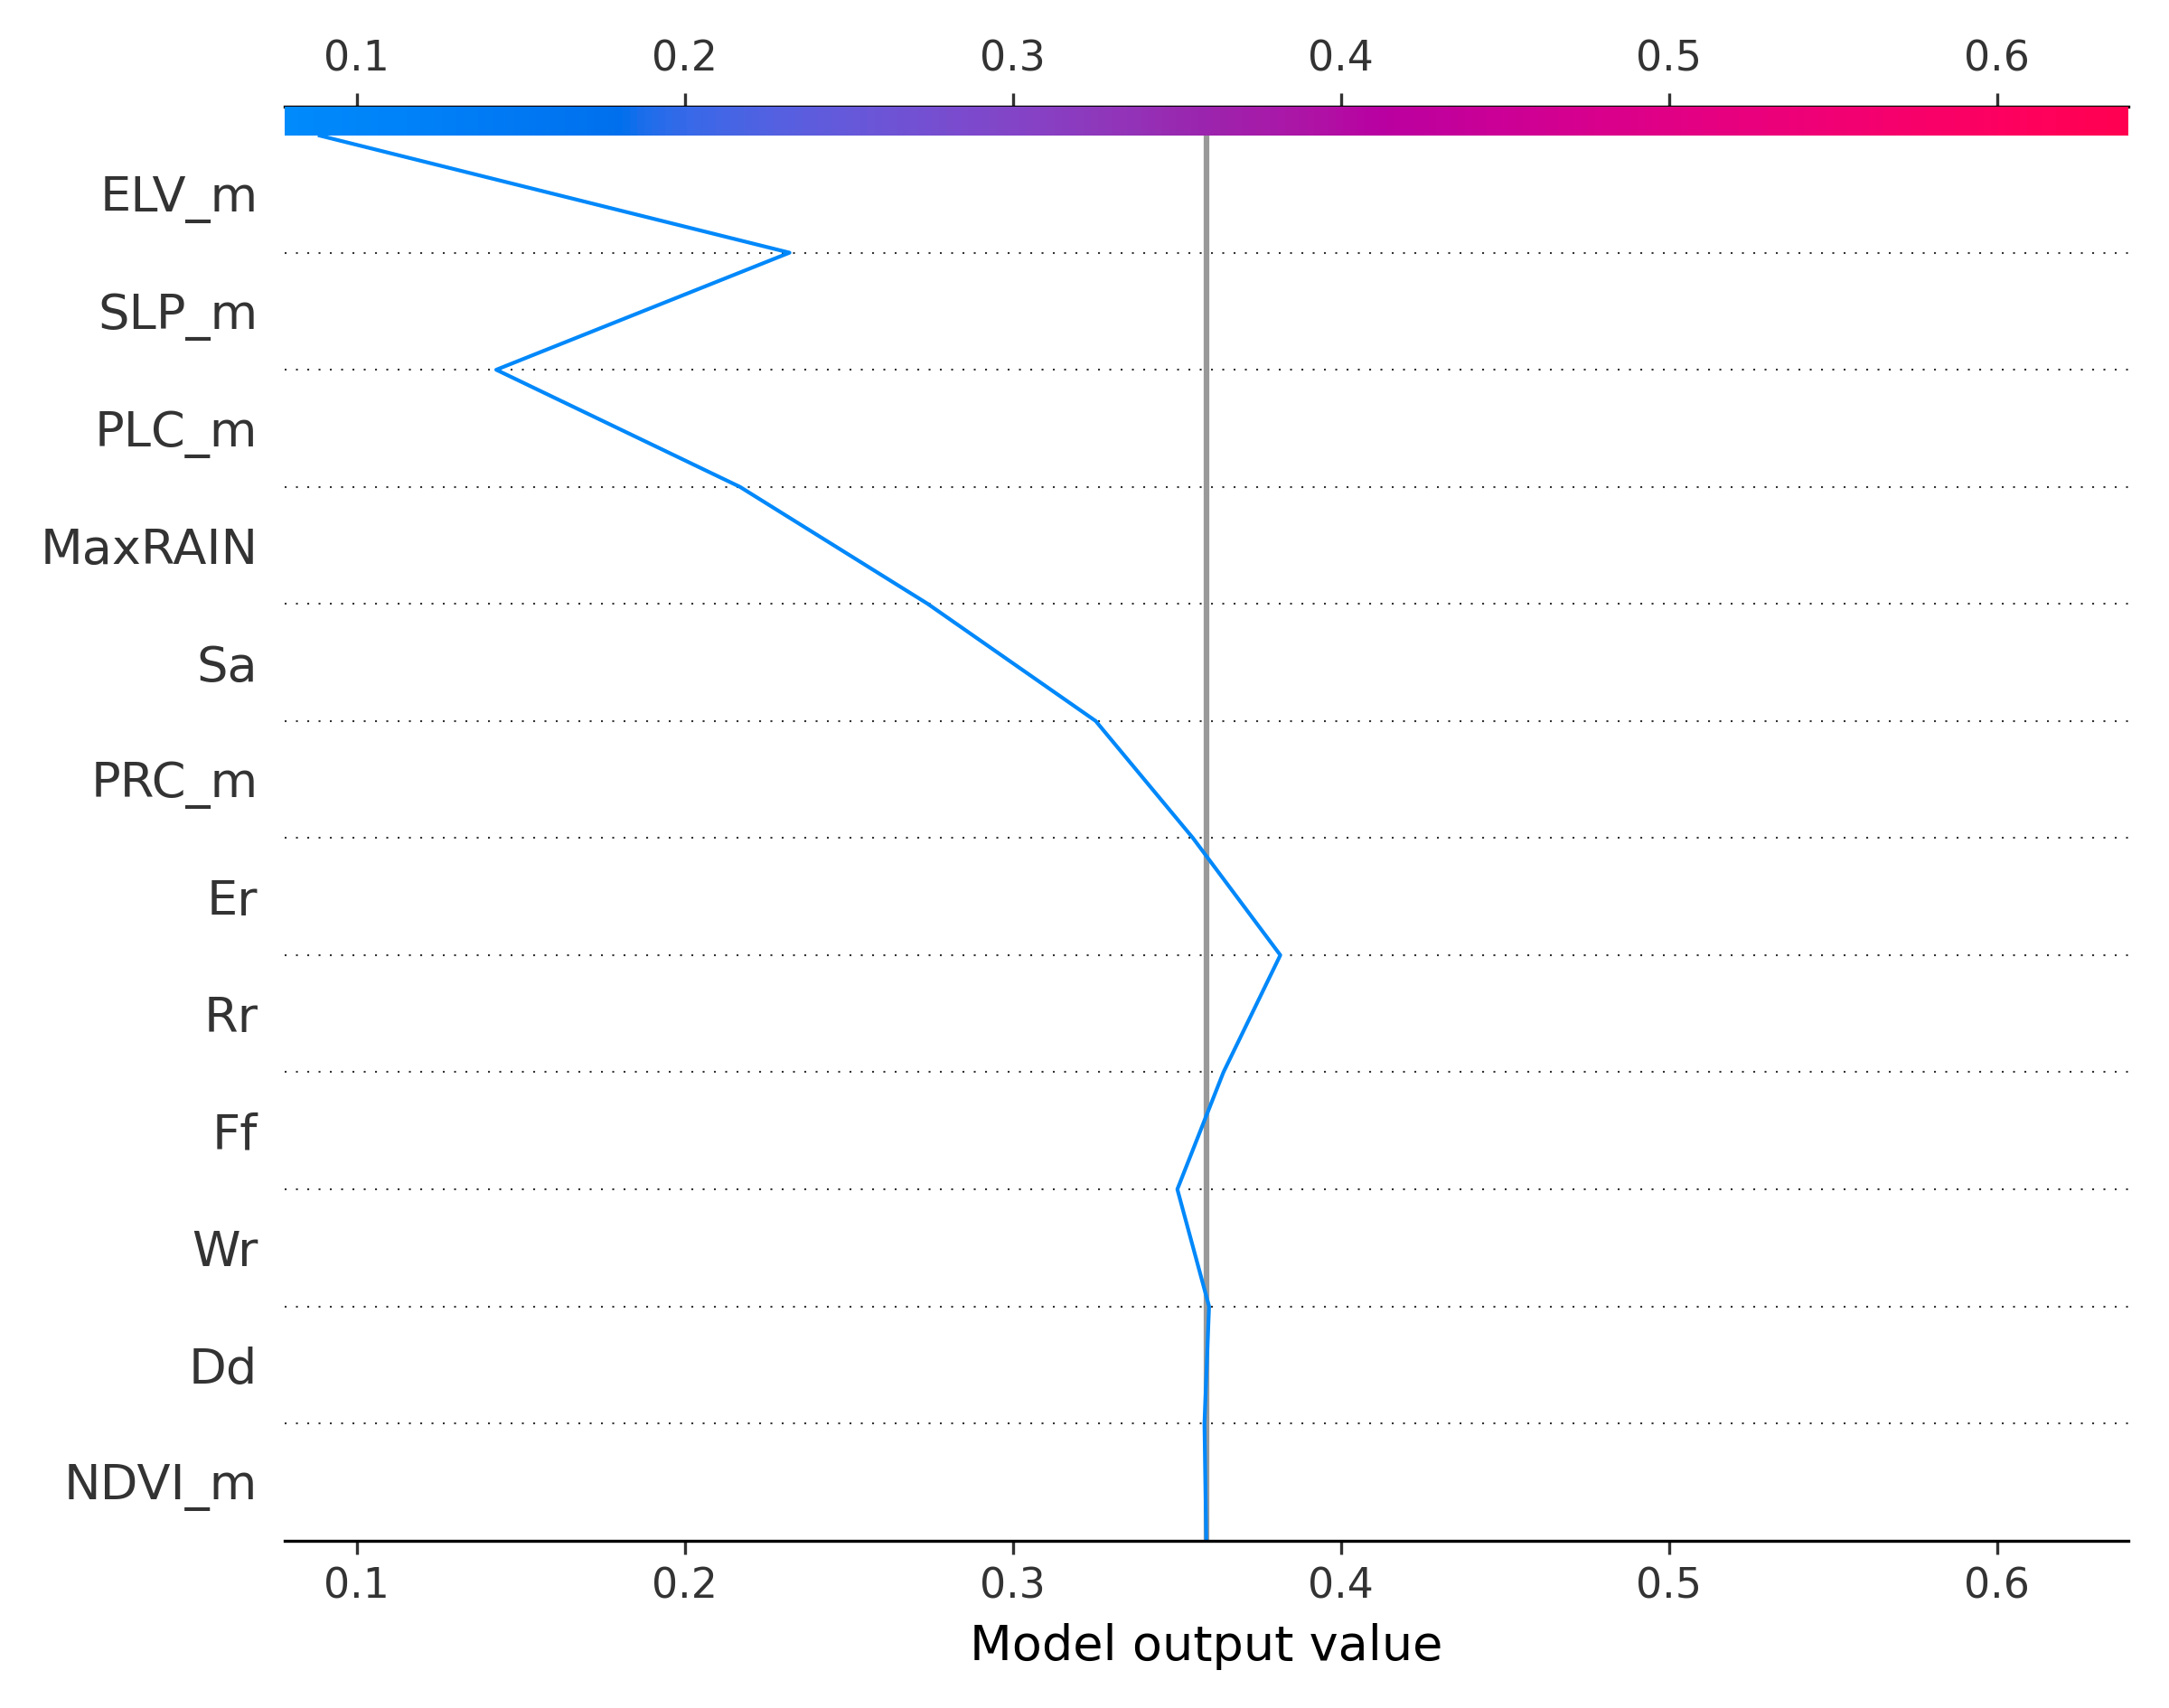 0.1 0.2 0.3 0.4 0.5 0.6
ELV_m
SLP_m
PLC_m
MaxRAIN
Sa
PRC_m
Er
Rr
Ff
Wr
Dd
NDVI_m
0.1 0.2 0.3 0.4 0.5 0.6
Model output value